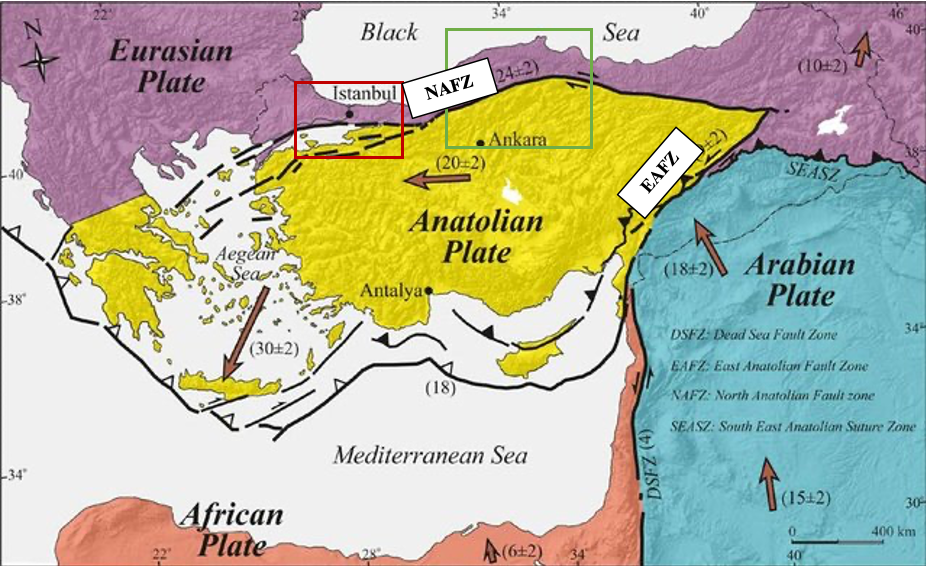 22°
28
34°
40°
46°
N
Black Sea
40
Eurasian
Plate
(10±2)
Istanbul
NAFZ
24±2)
Ankara
38
EAFZ
±2)
SEASZ
40
(20±2)
Anatolian
Plate
Aegean
Sea
(18±2)
Arabian
Plate
Antalya
38°
34
DSFZ: Dead Sea Fault Zone
(30±2)
EAFZ: East Anatolian Fault Zone
(18)
NAFZ: North Anatolian Fault zone
SEASZ: South East Anatolian Suture Zone
Mediterranean Sea
DSFZ (4)
34°
(15±2)
30°
African
Plate
0 400 km
22°
28°
(6±2)
34°
40°